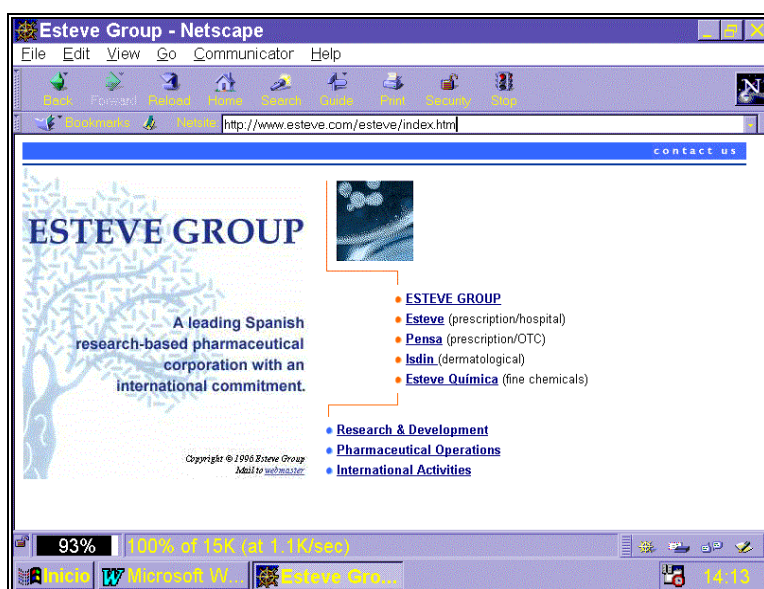 Esteve Group - Netscape
File Edit View Go Communicator Help
Back Forward Reload Home Search Guide Print Security Stop
N
Bookmarks Netsite http://www.esteve.com/esteve/index.htm
contact us
ESTEVE GROUP
A leading Spanish
research-based pharmaceutical
corporation with an
international commitment.
Copyright © 1996 Esteve Group
Mail to webmaster
ESTEVE GROUP
Esteve (prescription/hospital)
Pensa (prescription/OTC)
Isdin (dermatological)
Esteve Química (fine chemicals)
Research & Development
Pharmaceutical Operations
International Activities
93% 100% of 15K (at 1.1K/sec)
Inicio Microsoft W... Esteve Gro... 14:13